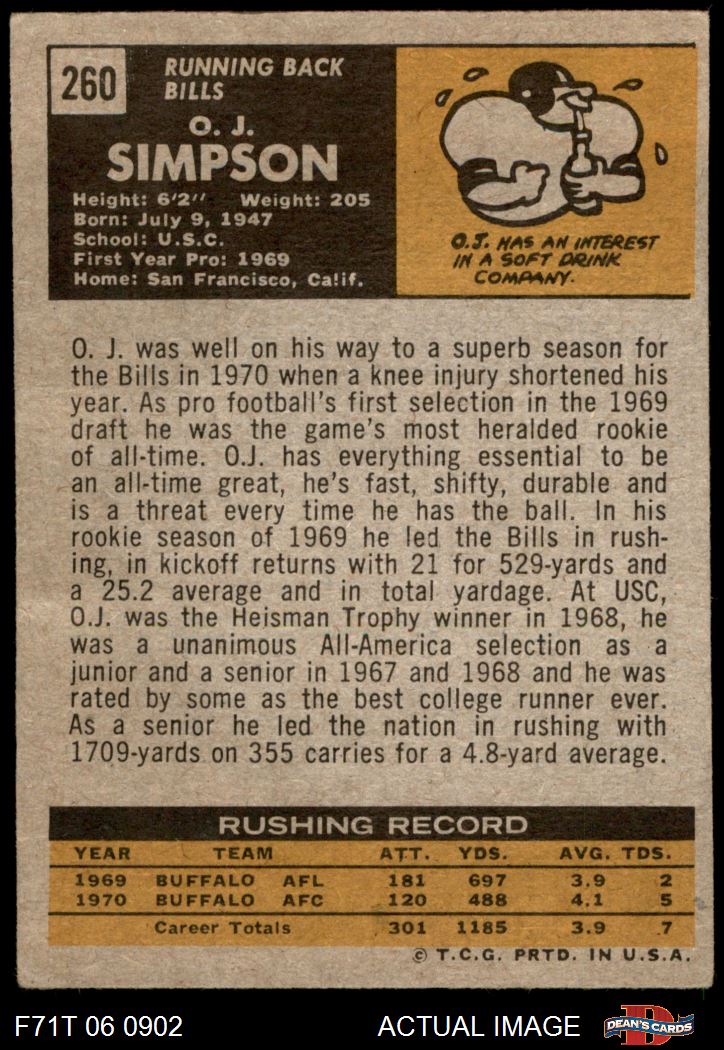 260
RUNNING BACK
BILLS
O. J.
SIMPSON
Height: 6'2'' Weight: 205
Born: July 9, 1947
School: U.S.C.
First Year Pro: 1969
Home: San Francisco, Calif.
O.J. HAS AN INTEREST
IN A SOFT DRINK
COMPANY.
O. J. was well on his way to a superb season for
the Bills in 1970 when a knee injury shortened his
year. As pro football's first selection in the 1969
draft he was the game's most heralded rookie
of all-time. O.J. has everything essential to be
an all-time great, he's fast, shifty, durable and
is a threat every time he has the ball. In his
rookie season of 1969 he led the Bills in rush-
ing, in kickoff returns with 21 for 529-yards and
a 25.2 average and in total yardage. At USC,
O.J. was the Heisman Trophy winner in 1968, he
was a unanimous All-America selection as a
junior and a senior in 1967 and 1968 and he was
rated by some as the best college runner ever.
As a senior he led the nation in rushing with
1709-yards on 355 carries for a 4.8-yard average.
RUSHING RECORD
YEAR TEAM ATT. YDS. AVG. TDS.
1969 BUFFALO AFL 181 697 3.9 2
1970 BUFFALO AFC 120 488 4.1 5
Career Totals 301 1185 3.9 7
© T.C.G. PRTD. IN U.S.A.
F71T 06 0902 ACTUAL IMAGE
D
DEAN'S CARDS